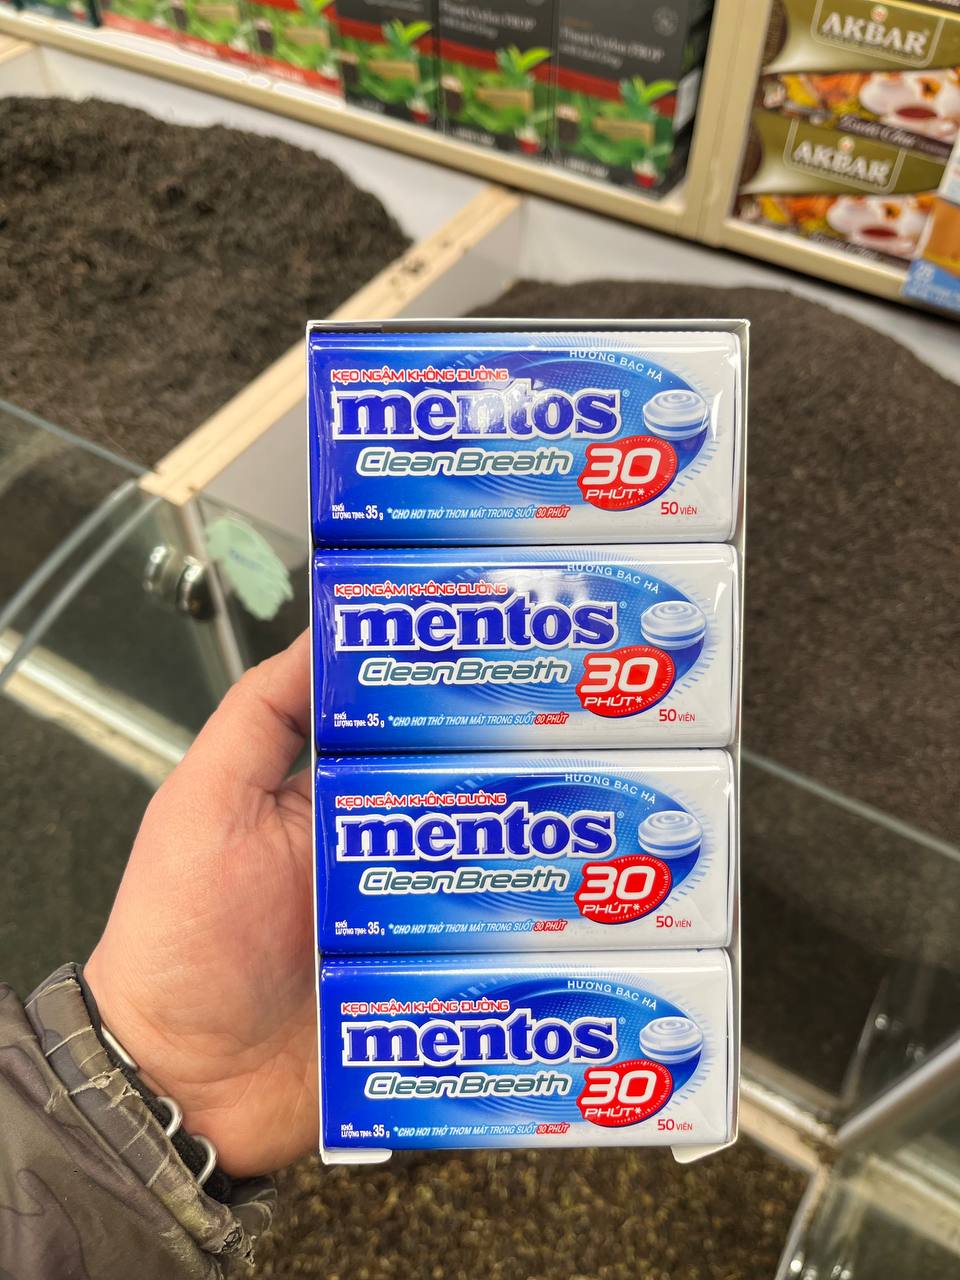 AKBAR
AKBAR
HƯƠNG BẠC HÀ
KẸO NGẬM KHÔNG ĐƯỜNG
mentos®
CleanBreath
30
PHÚT*
KHỐI
LƯỢNG TỊNH: 35 g
*CHO HƠI THỞ THƠM MÁT TRONG SUỐT 30 PHÚT
50 VIÊN
HƯƠNG BẠC HÀ
KẸO NGẬM KHÔNG ĐƯỜNG
mentos®
CleanBreath
30
PHÚT*
KHỐI
LƯỢNG TỊNH: 35 g
*CHO HƠI THỞ THƠM MÁT TRONG SUỐT 30 PHÚT
50 VIÊN
HƯƠNG BẠC HÀ
KẸO NGẬM KHÔNG ĐƯỜNG
mentos®
CleanBreath
30
PHÚT*
KHỐI
LƯỢNG TỊNH: 35 g
*CHO HƠI THỞ THƠM MÁT TRONG SUỐT 30 PHÚT
50 VIÊN
HƯƠNG BẠC HÀ
KẸO NGẬM KHÔNG ĐƯỜNG
mentos®
CleanBreath
30
PHÚT*
KHỐI
LƯỢNG TỊNH: 35 g
*CHO HƠI THỞ THƠM MÁT TRONG SUỐT 30 PHÚT
50 VIÊN